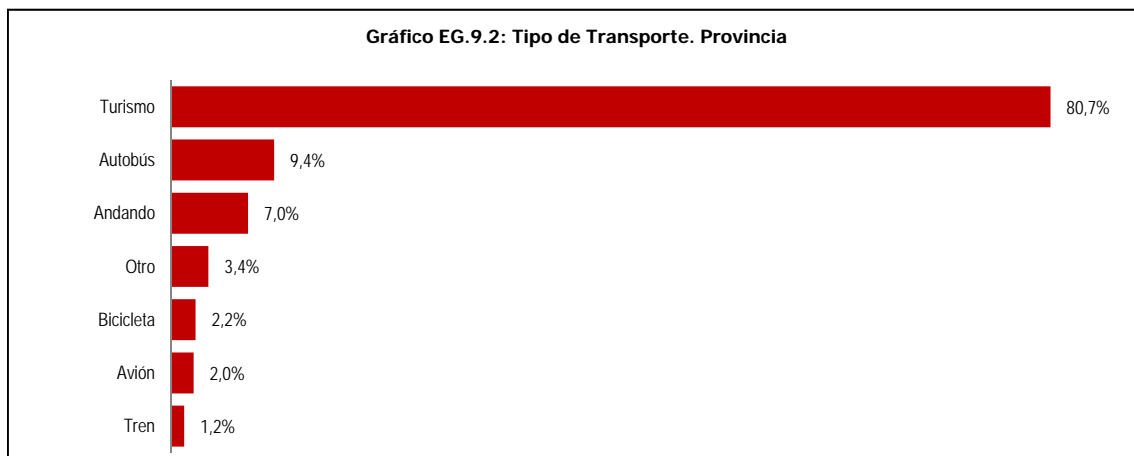 Gráfico EG.9.2: Tipo de Transporte. Provincia
Turismo 80,7%
Autobús 9,4%
Andando 7,0%
Otro 3,4%
Bicicleta 2,2%
Avión 2,0%
Tren 1,2%